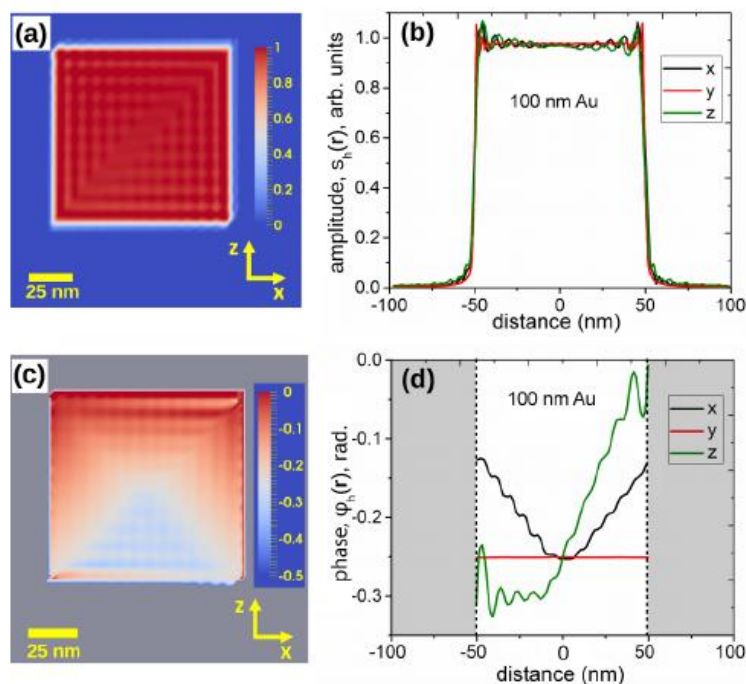 (a)
1
0.8
0.6
0.4
0.2
0
z
x
25 nm
(b)
amplitude, s_h(r), arb. units
1.0
0.8
0.6
0.4
0.2
0.0
100 nm Au
x
y
z
-100
-50
0
50
100
distance (nm)
(c)
0
-0.1
-0.2
-0.3
-0.4
-0.5
z
x
25 nm
(d)
phase, φ_h(r), rad.
0.0
-0.1
-0.2
-0.3
100 nm Au
x
y
z
-100
-50
0
50
100
distance (nm)